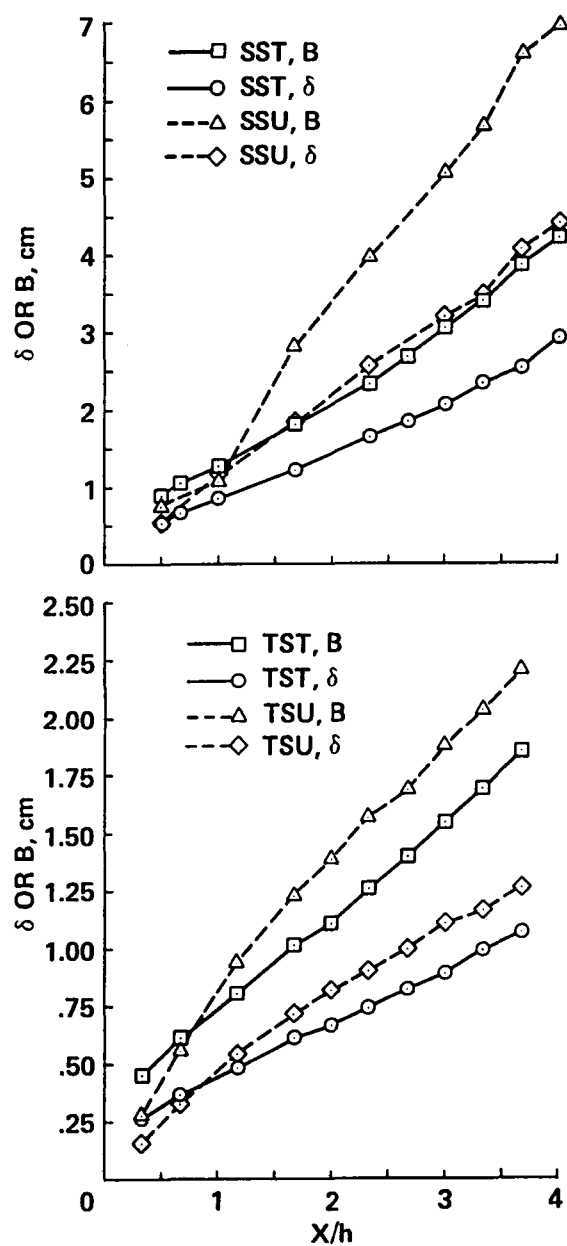 7
6
5
4
3
2
1
0
δ OR B, cm
SST, B
SST, δ
SSU, B
SSU, δ
2.50
2.25
2.00
1.75
1.50
1.25
1.00
.75
.50
.25
0
δ OR B, cm
TST, B
TST, δ
TSU, B
TSU, δ
1
2
3
4
X/h